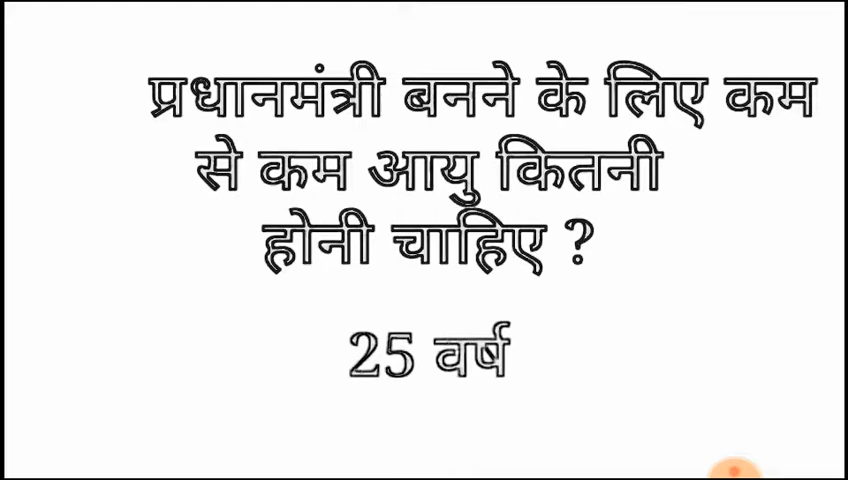 प्रधानमंत्री बनने के लिए कम
से कम आयु कितनी
होनी चाहिए ?
25 वर्ष